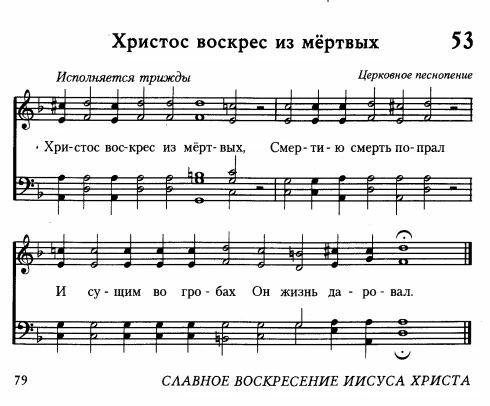 Христос воскрес из мёртвых 53
Исполняется трижды Церковное песнопение
Хри-стос вос-крес из мёрт-вых, Смер-ти-ю смерть по-прал
И су-щим во гро-бах Он жизнь да-ро-вал.
79 СЛАВНОЕ ВОСКРЕСЕНИЕ ИИСУСА ХРИСТА